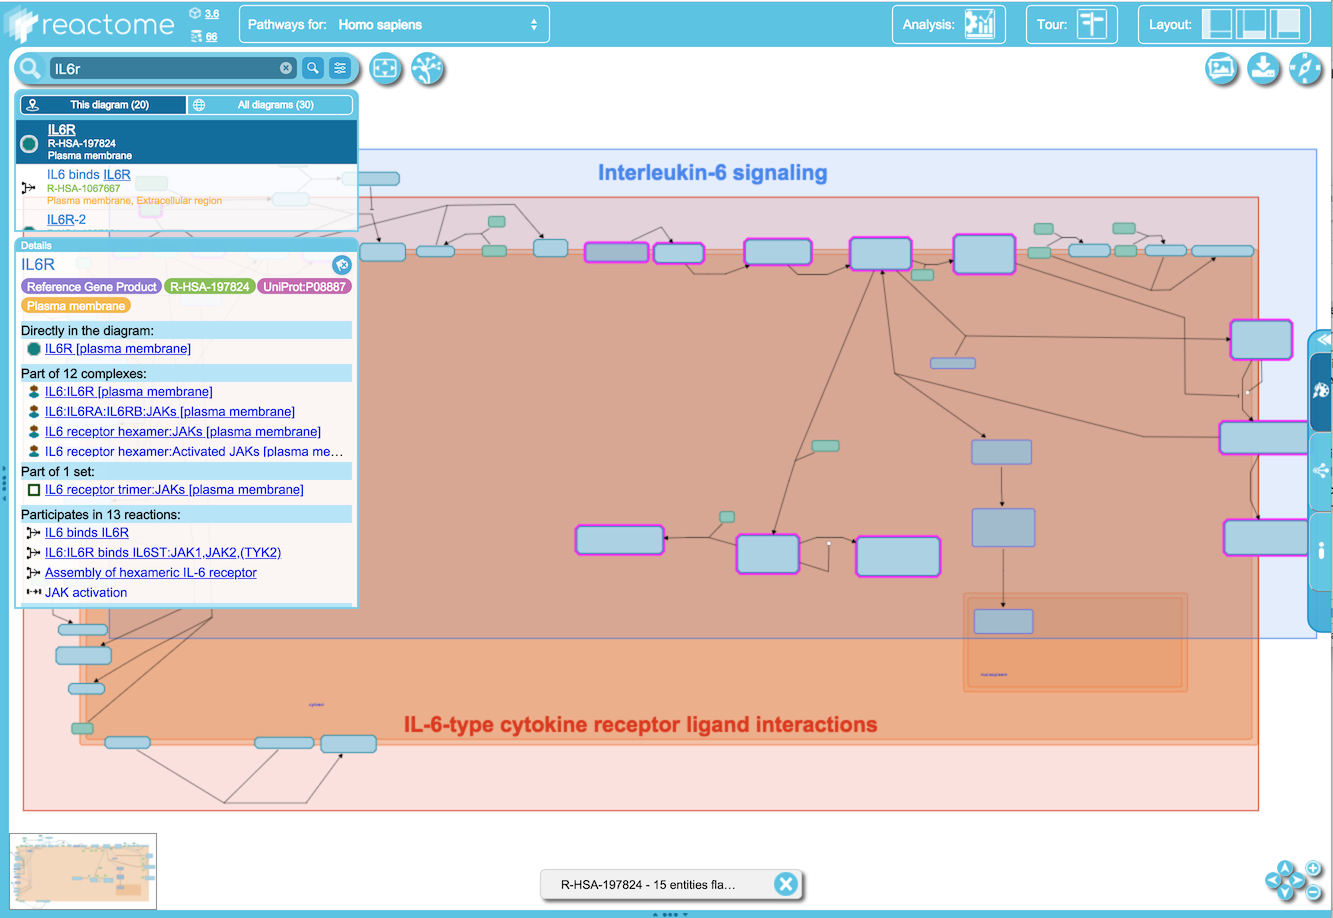 reactome
3.6
66
Pathways for: Homo sapiens
Analysis:
Tour:
Layout:
IL6r
This diagram (20)
All diagrams (30)
IL6R
R-HSA-197824
Plasma membrane
IL6 binds IL6R
R-HSA-1067667
Plasma membrane, Extracellular region
IL6R-2
Details
IL6R
Reference Gene Product
R-HSA-197824
UniProt:P08887
Plasma membrane
Directly in the diagram:
IL6R [plasma membrane]
Part of 12 complexes:
IL6:IL6R [plasma membrane]
IL6:IL6RA:IL6RB:JAKs [plasma membrane]
IL6 receptor hexamer:JAKs [plasma membrane]
IL6 receptor hexamer:Activated JAKs [plasma me...
Part of 1 set:
IL6 receptor trimer:JAKs [plasma membrane]
Participates in 13 reactions:
IL6 binds IL6R
IL6:IL6R binds IL6ST:JAK1,JAK2,(TYK2)
Assembly of hexameric IL-6 receptor
JAK activation
Interleukin-6 signaling
cytosol
nucleoplasm
IL-6-type cytokine receptor ligand interactions
R-HSA-197824 - 15 entities fla...